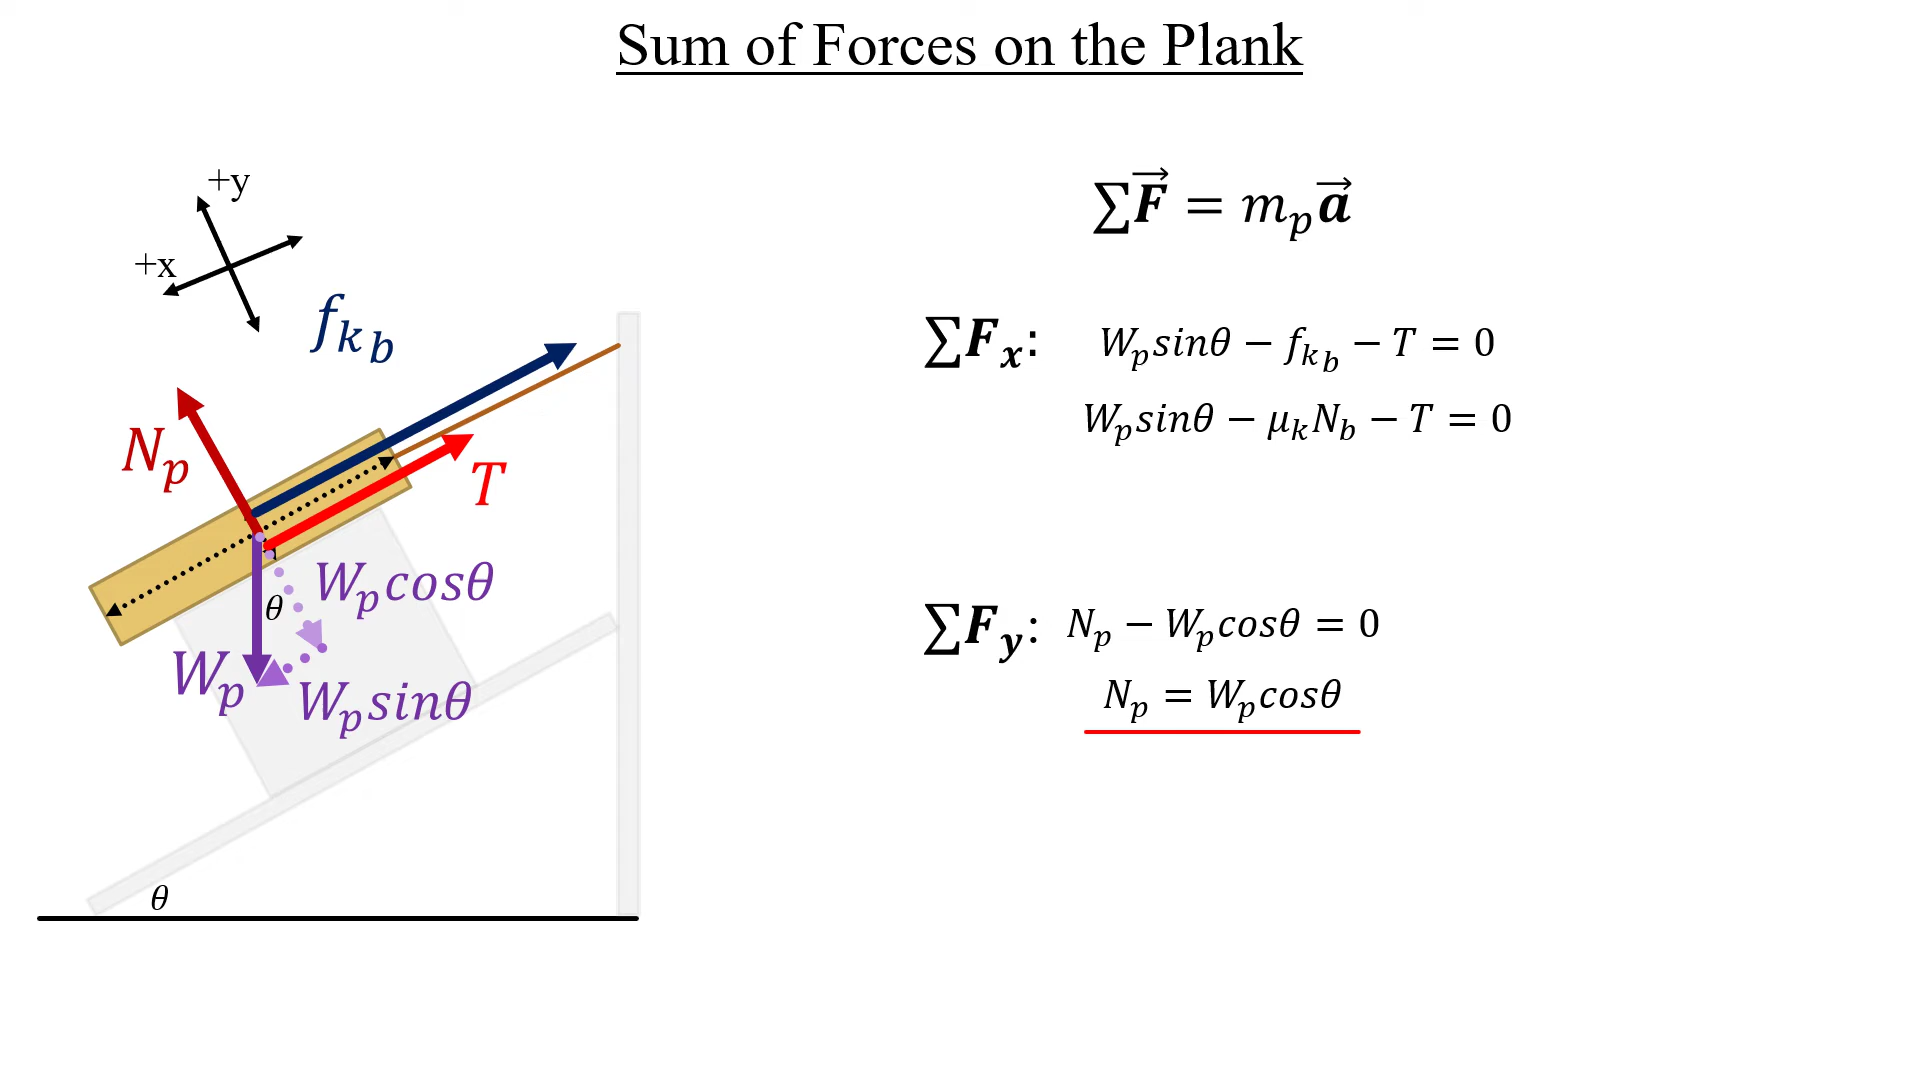 Sum of Forces on the Plank
+y
+x
f_{k_b}
N_p
T
W_p cosθ
θ
W_p
W_p sinθ
θ
∑F⃗ = m_p a⃗
∑F_x: W_p sinθ − f_{k_b} − T = 0
W_p sinθ − μ_k N_b − T = 0
∑F_y: N_p − W_p cosθ = 0
N_p = W_p cosθ